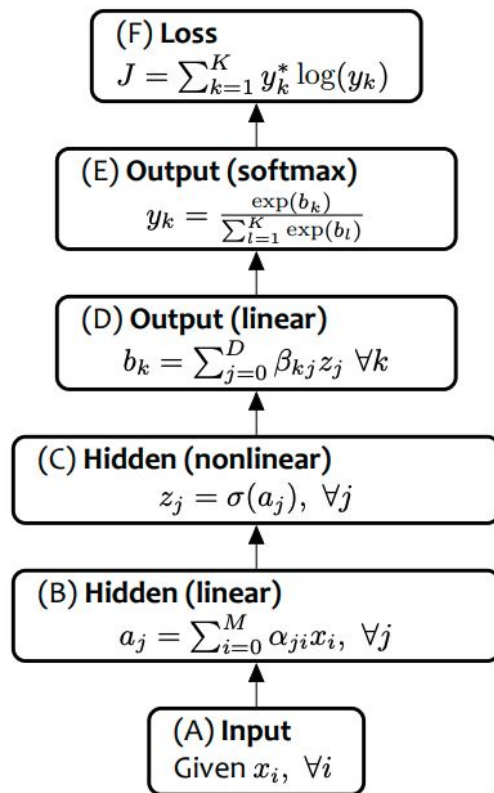 (F) Loss
J = ∑_{k=1}^{K} y_k^* log(y_k)
(E) Output (softmax)
y_k = \frac{exp(b_k)}{∑_{l=1}^{K} exp(b_l)}
(D) Output (linear)
b_k = ∑_{j=0}^{D} β_{kj} z_j ∀k
(C) Hidden (nonlinear)
z_j = σ(a_j), ∀j
(B) Hidden (linear)
a_j = ∑_{i=0}^{M} α_{ji} x_i, ∀j
(A) Input
Given x_i, ∀i